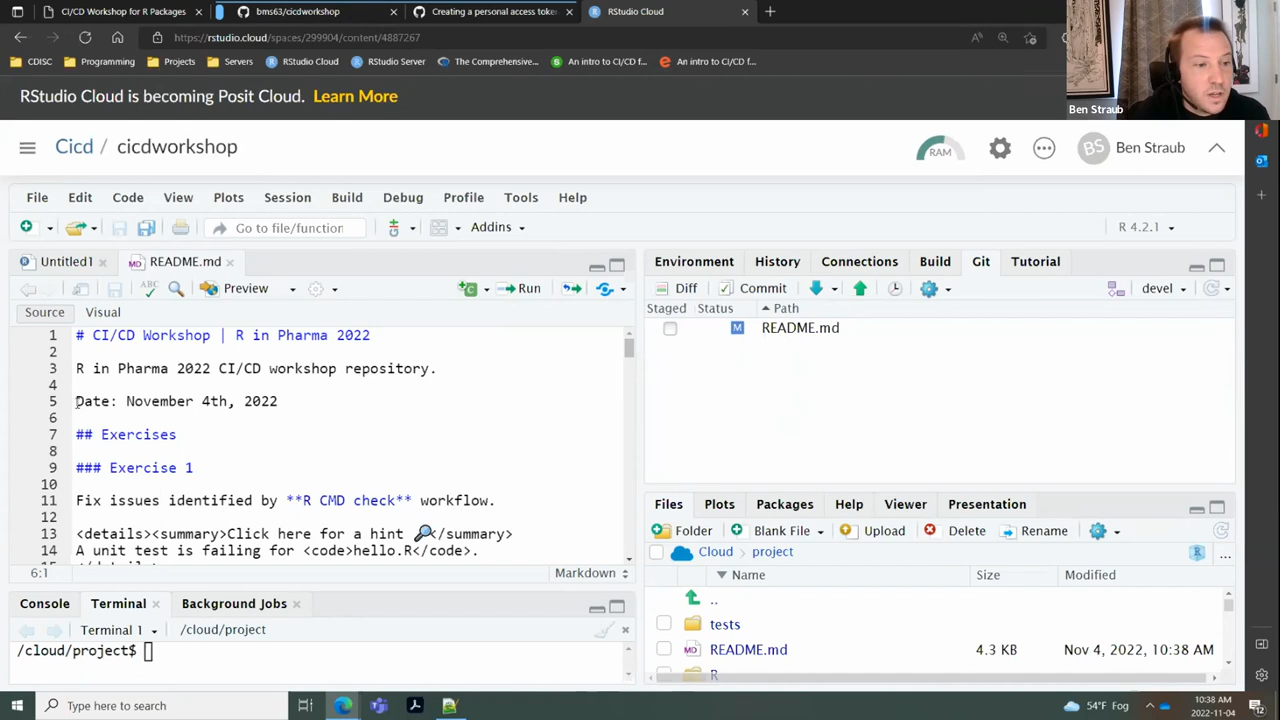 CI/CD Workshop for R Packages
bms63/cicdworkshop
Creating a personal access toke
RStudio Cloud
https://rstudio.cloud/spaces/299904/content/4887267
CDISC
Programming
Projects
Servers
RStudio Cloud
RStudio Server
The Comprehensive...
An intro to CI/CD f...
An intro to CI/CD f...
Ben Straub
RStudio Cloud is becoming Posit Cloud. Learn More
Cicd / cicdworkshop
RAM
BS
Ben Straub
File Edit Code View Plots Session Build Debug Profile Tools Help
Go to file/function
Addins
R 4.2.1
Untitled1
README.md
ABC
Preview
Run
Source
Visual
1 # CI/CD Workshop | R in Pharma 2022
2
3 R in Pharma 2022 CI/CD workshop repository.
4
5 Date: November 4th, 2022
6
7 ## Exercises
8
9 ### Exercise 1
10
11 Fix issues identified by **R CMD check** workflow.
12
13 <details><summary>Click here for a hint 🔎</summary>
14 A unit test is failing for <code>hello.R</code>.
6:1
Markdown
Console
Terminal
Background Jobs
Terminal 1
/cloud/project
/cloud/project$
Environment History Connections Build Git Tutorial
Diff
Commit
devel
Staged Status Path
M README.md
Files Plots Packages Help Viewer Presentation
Folder
Blank File
Upload
Delete
Rename
Cloud
project
...
Name Size Modified
..
tests
README.md 4.3 KB Nov 4, 2022, 10:38 AM
R
Type here to search
54°F Fog
10:38 AM
2022-11-04
12